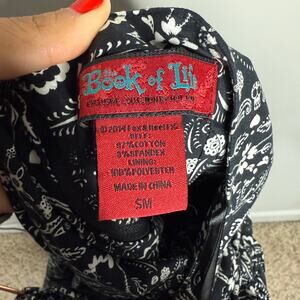 the
Book of Life
© 2014 Fox & Reel FX
SELF:
97% COTTON
3% SPANDEX
LINING:
100% POLYESTER
MADE IN CHINA
SM